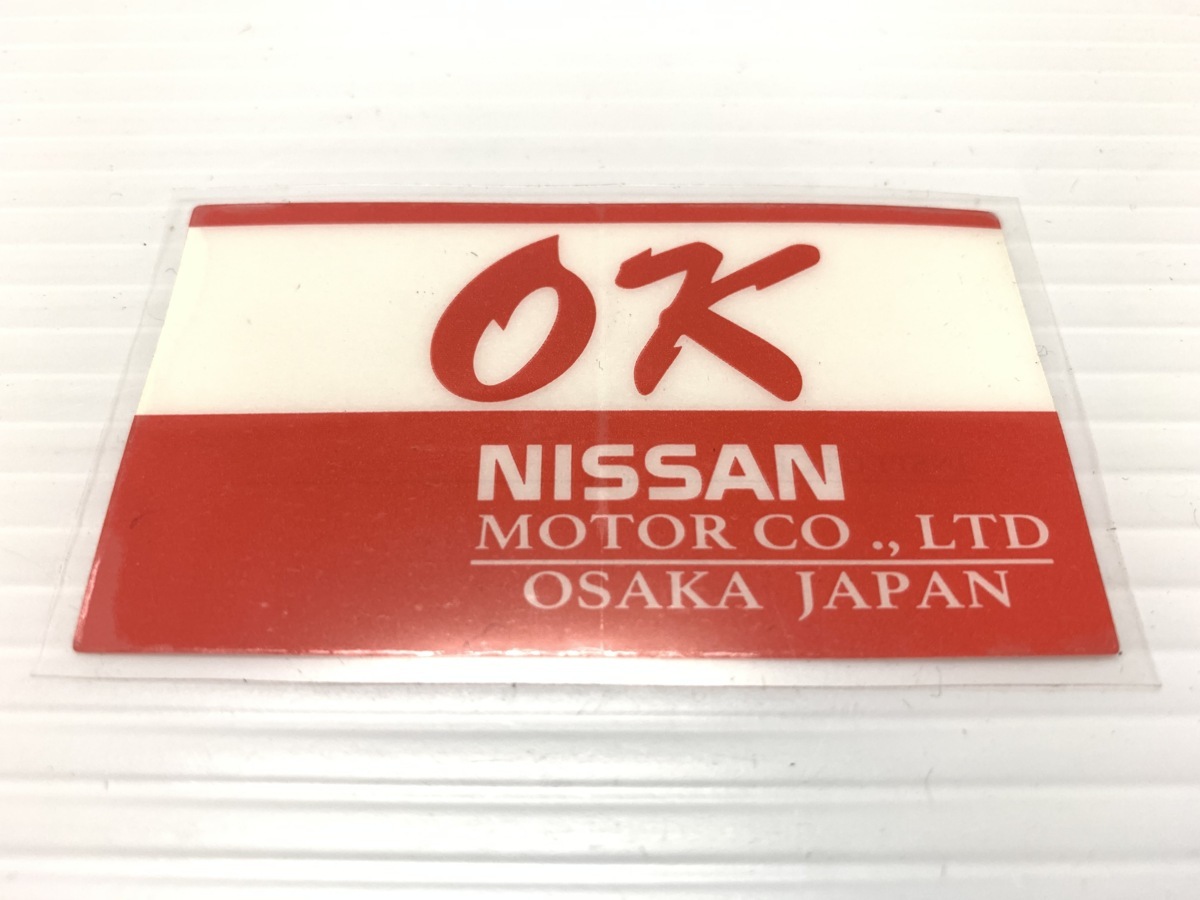 OK
NISSAN
MOTOR CO ., LTD
OSAKA JAPAN